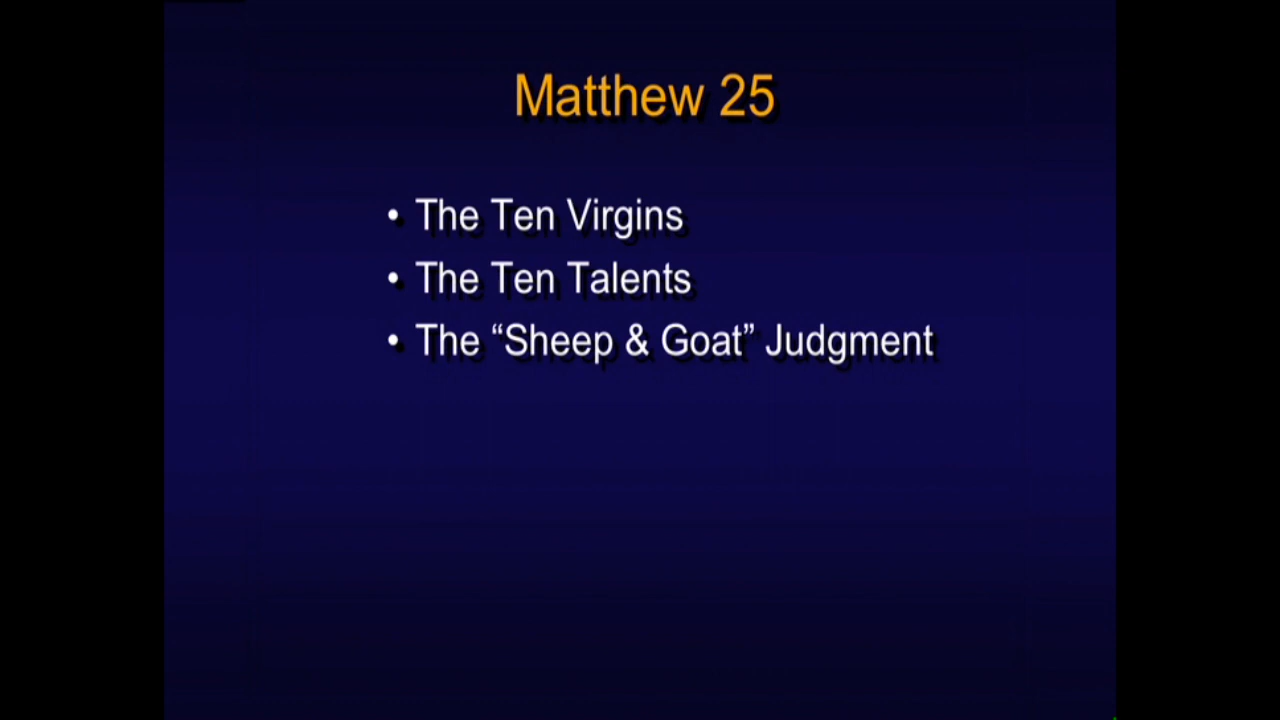 Matthew 25
• The Ten Virgins
• The Ten Talents
• The “Sheep & Goat” Judgment